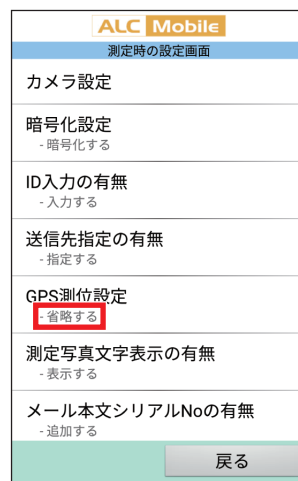 ALC Mobile
測定時の設定画面
カメラ設定
暗号化設定
- 暗号化する
ID入力の有無
- 入力する
送信先指定の有無
- 指定する
GPS測位設定
- 省略する
測定写真文字表示の有無
- 表示する
メール本文シリアルNoの有無
- 追加する
戻る